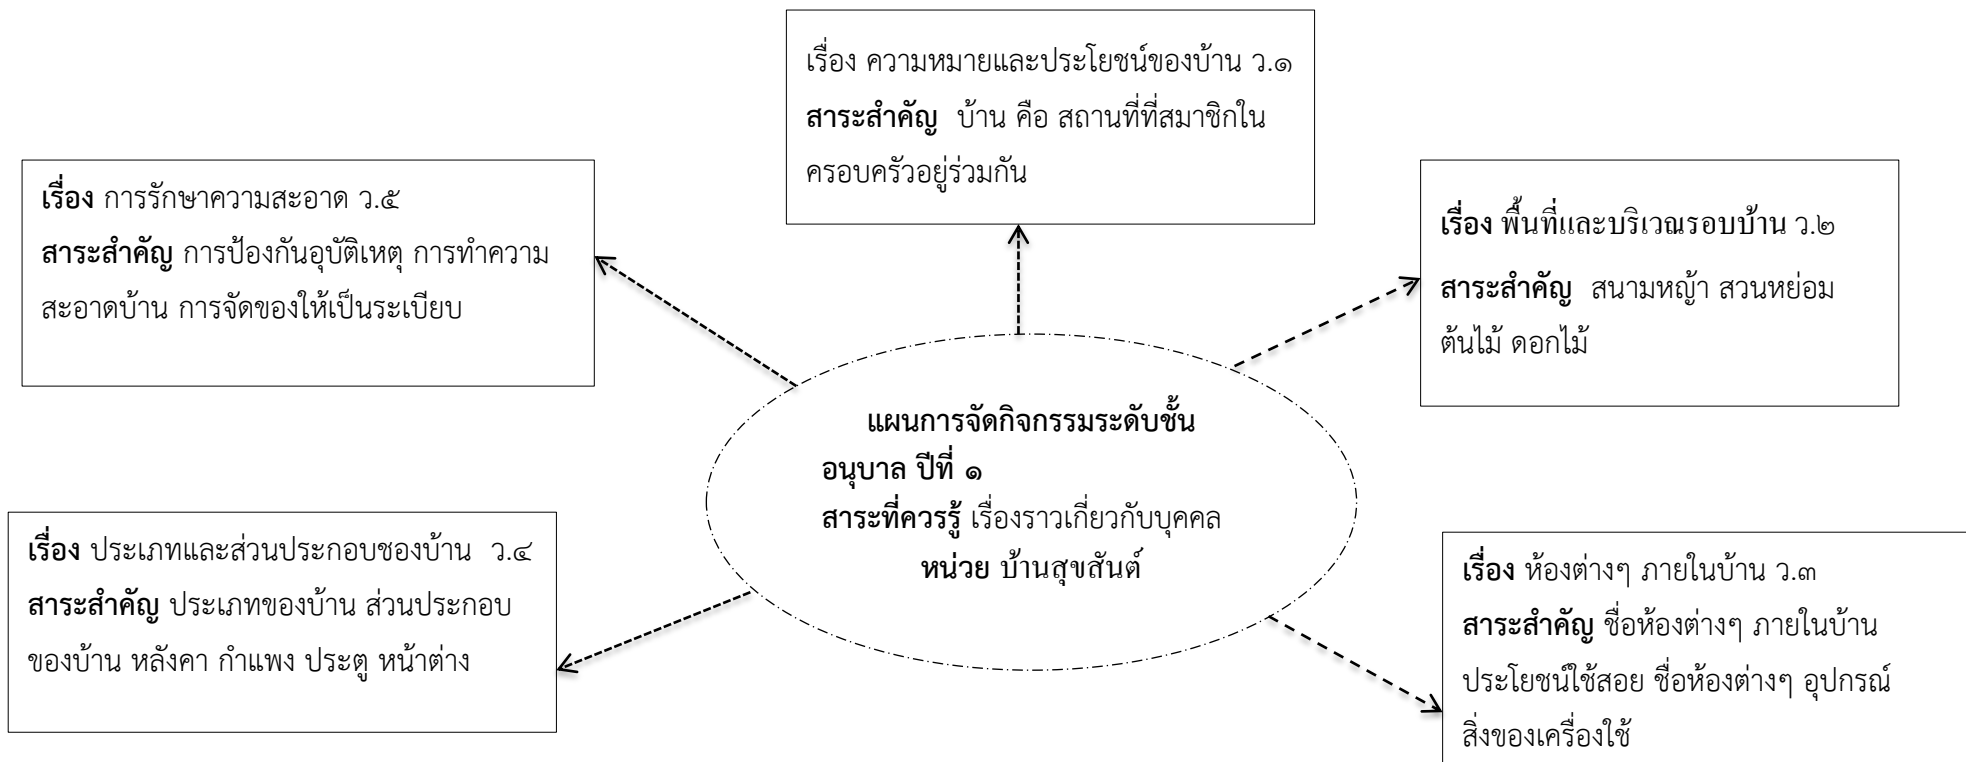 เรื่อง ความหมายและประโยชน์ของบ้าน ว.๑
สาระสำคัญ บ้าน คือ สถานที่ที่สมาชิกใน
ครอบครัวอยู่ร่วมกัน
เรื่อง การรักษาความสะอาด ว.๕
สาระสำคัญ การป้องกันอุบัติเหตุ การทำความ
สะอาดบ้าน การจัดของให้เป็นระเบียบ
เรื่อง พื้นที่และบริเวณรอบบ้าน ว.๒
สาระสำคัญ สนามหญ้า สวนหย่อม
ต้นไม้ ดอกไม้
แผนการจัดกิจกรรมระดับชั้น
อนุบาล ปีที่ ๑
สาระที่ควรรู้ เรื่องราวเกี่ยวกับบุคคล
หน่วย บ้านสุขสันต์
เรื่อง ประเภทและส่วนประกอบชองบ้าน ว.๔
สาระสำคัญ ประเภทของบ้าน ส่วนประกอบ
ของบ้าน หลังคา กำแพง ประตู หน้าต่าง
เรื่อง ห้องต่างๆ ภายในบ้าน ว.๓
สาระสำคัญ ชื่อห้องต่างๆ ภายในบ้าน
ประโยชน์ใช้สอย ชื่อห้องต่างๆ อุปกรณ์
สิ่งของเครื่องใช้